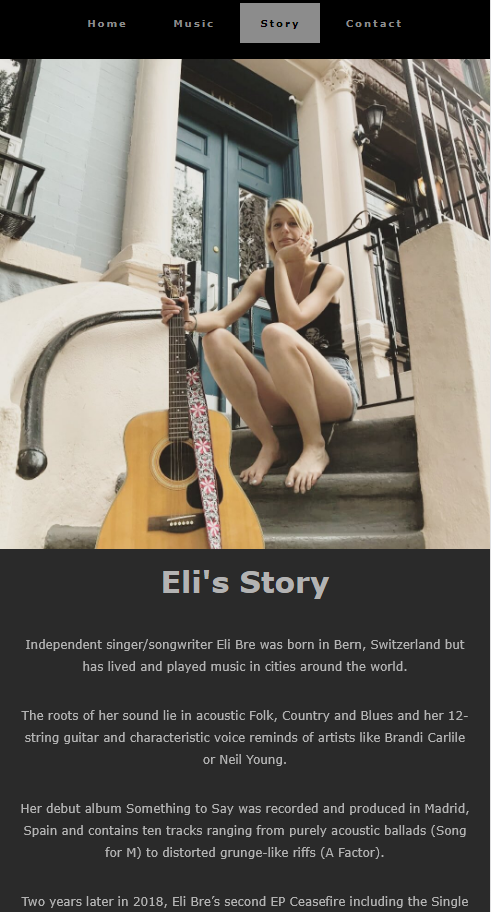 Home Music Story Contact
Eli's Story
Independent singer/songwriter Eli Bre was born in Bern, Switzerland but
has lived and played music in cities around the world.
The roots of her sound lie in acoustic Folk, Country and Blues and her 12-
string guitar and characteristic voice reminds of artists like Brandi Carlile
or Neil Young.
Her debut album Something to Say was recorded and produced in Madrid,
Spain and contains ten tracks ranging from purely acoustic ballads (Song
for M) to distorted grunge-like riffs (A Factor).
Two years later in 2018, Eli Bre’s second EP Ceasefire including the Single